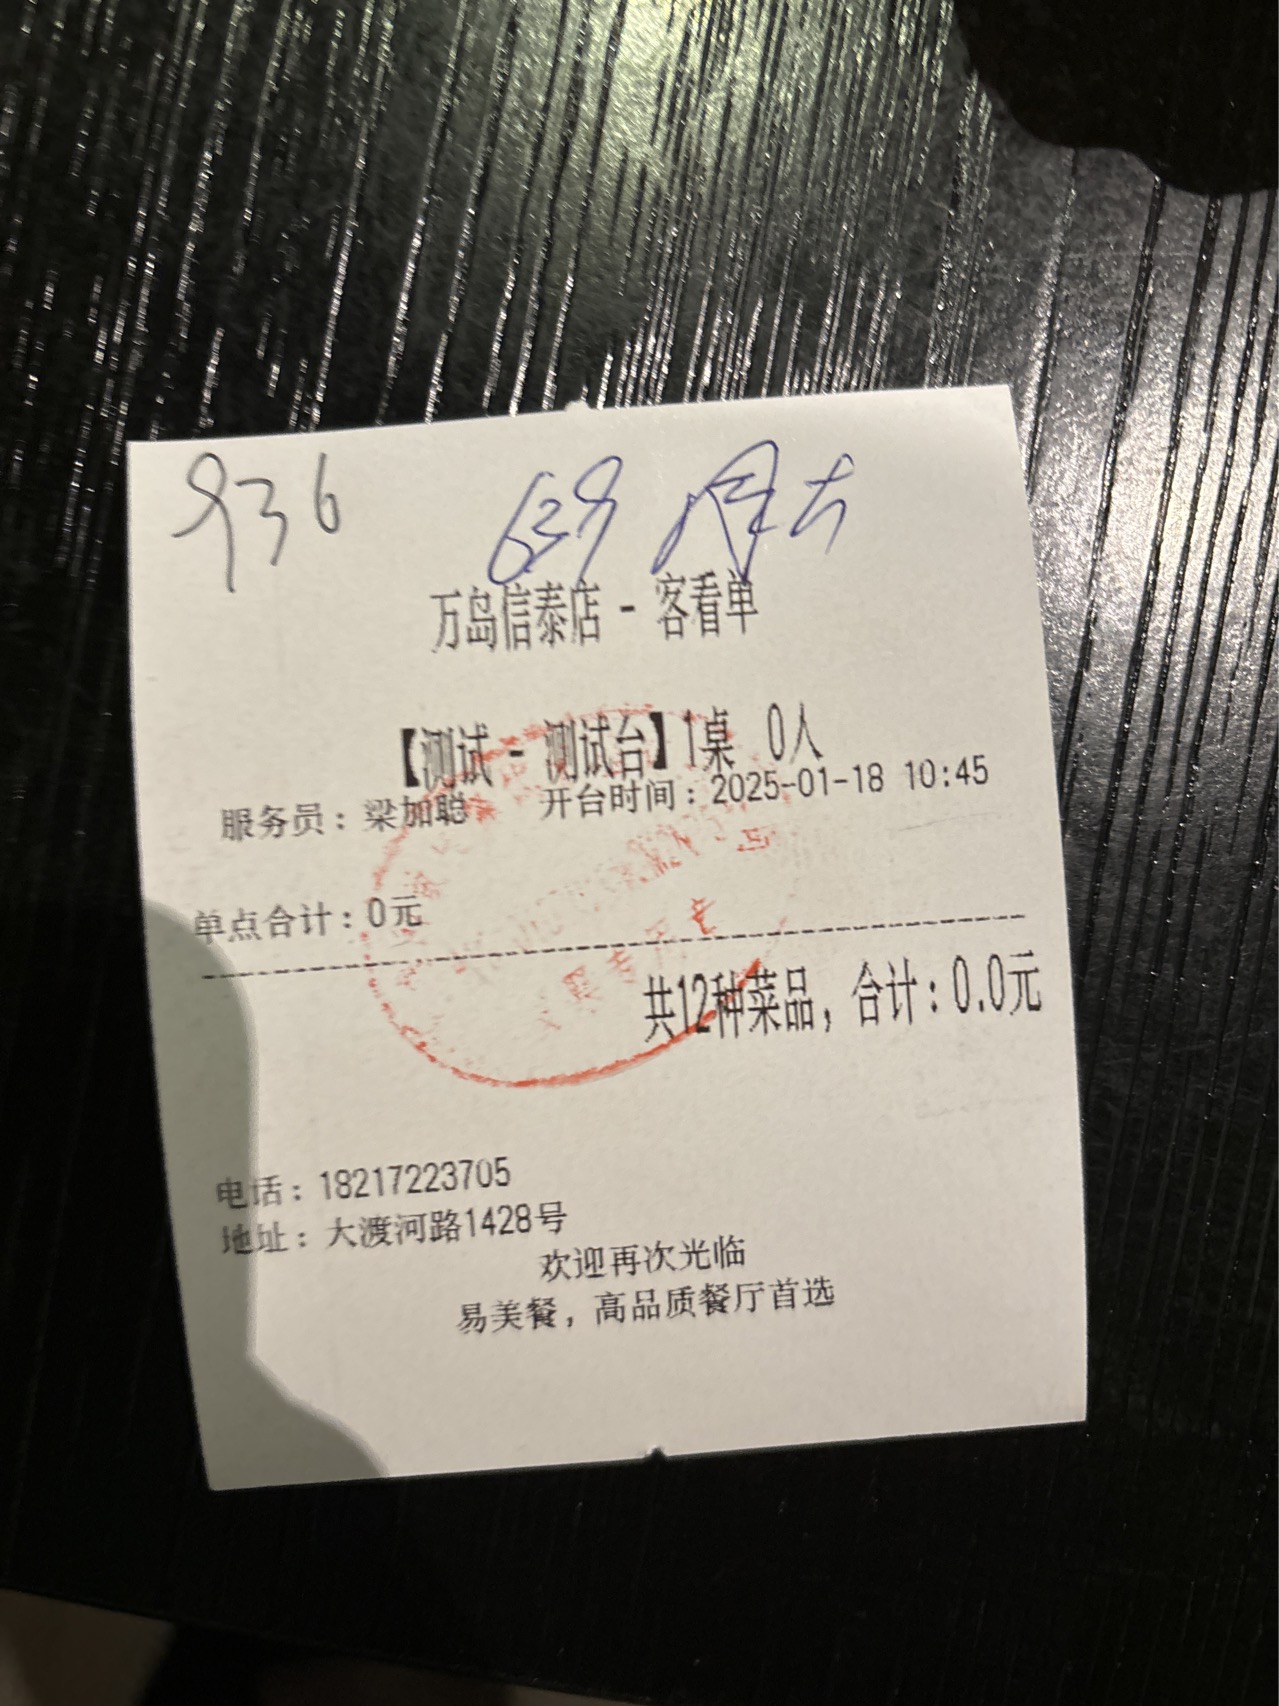 936 639
万岛信泰店 - 客看单
【测试 - 测试台】1桌 0人
服务员：梁加聪 开台时间：2025-01-18 10:45
单点合计：0元
共12种菜品，合计：0.0元
电话：18217223705
地址：大渡河路1428号
欢迎再次光临
易美餐，高品质餐厅首选